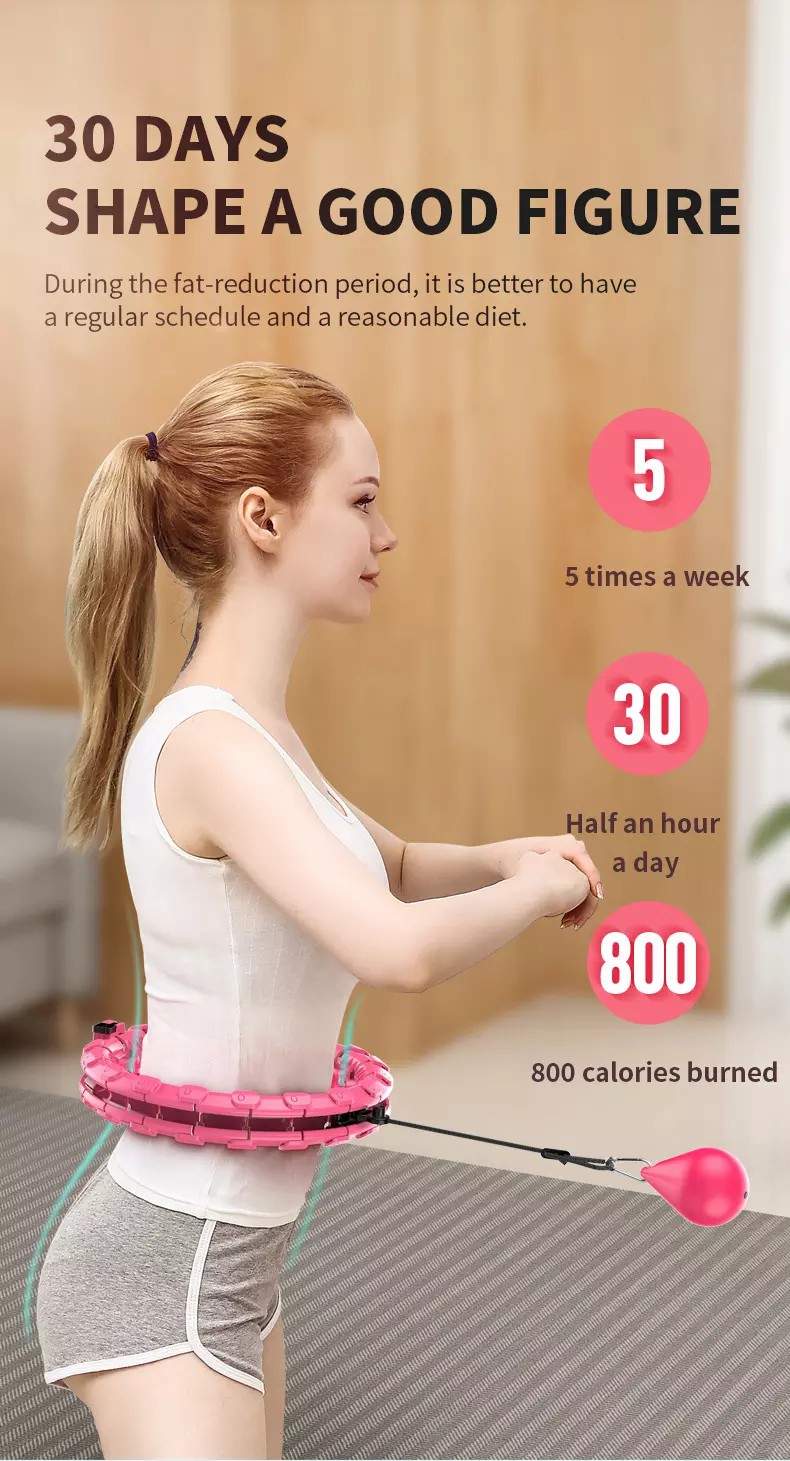 30 DAYS
SHAPE A GOOD FIGURE
During the fat-reduction period, it is better to have
a regular schedule and a reasonable diet.
5
5 times a week
30
Half an hour
a day
800
800 calories burned